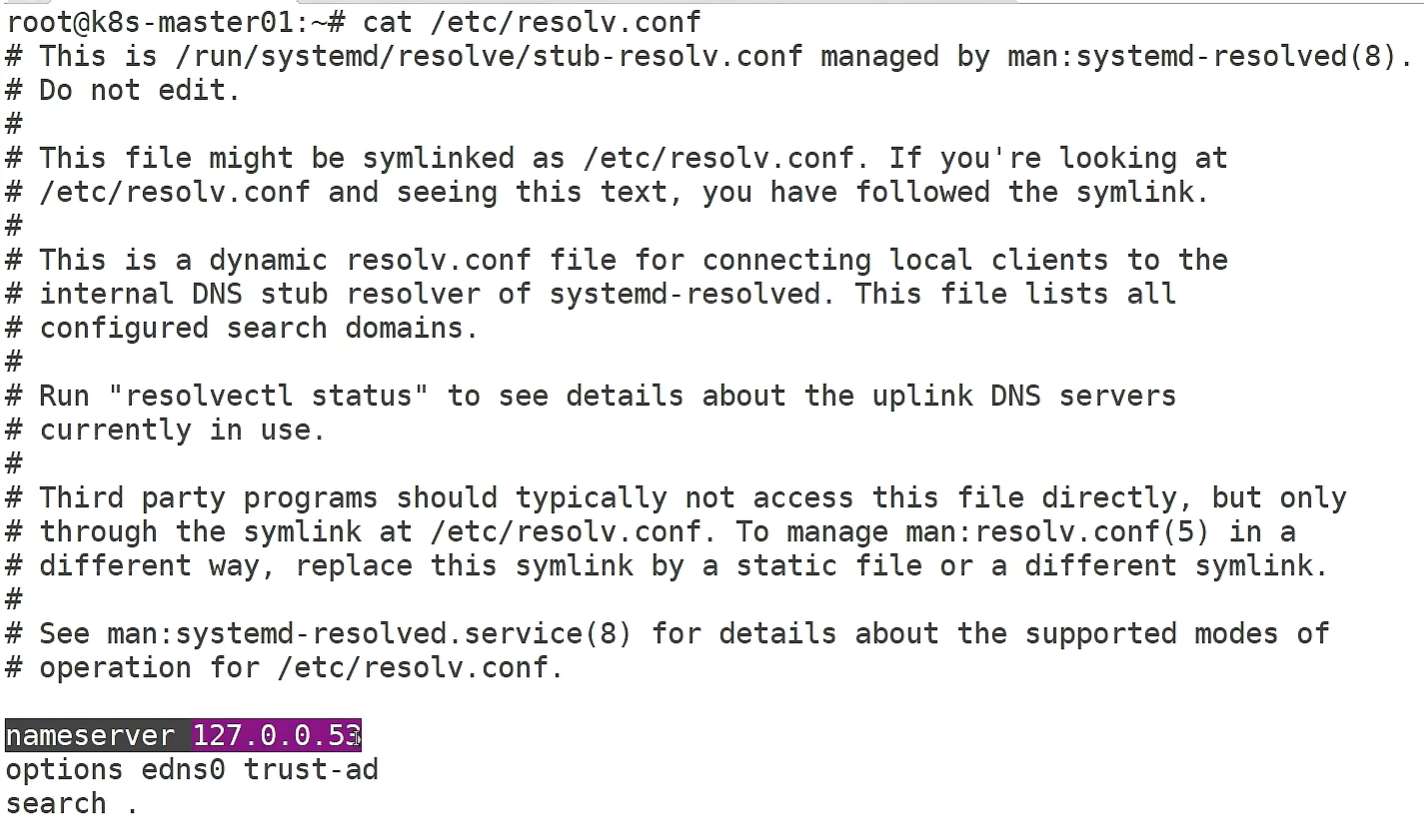 root@k8s-master01:~# cat /etc/resolv.conf
# This is /run/systemd/resolve/stub-resolv.conf managed by man:systemd-resolved(8).
# Do not edit.
#
# This file might be symlinked as /etc/resolv.conf. If you're looking at
# /etc/resolv.conf and seeing this text, you have followed the symlink.
#
# This is a dynamic resolv.conf file for connecting local clients to the
# internal DNS stub resolver of systemd-resolved. This file lists all
# configured search domains.
#
# Run "resolvectl status" to see details about the uplink DNS servers
# currently in use.
#
# Third party programs should typically not access this file directly, but only
# through the symlink at /etc/resolv.conf. To manage man:resolv.conf(5) in a
# different way, replace this symlink by a static file or a different symlink.
#
# See man:systemd-resolved.service(8) for details about the supported modes of
# operation for /etc/resolv.conf.

nameserver 127.0.0.53
options edns0 trust-ad
search .